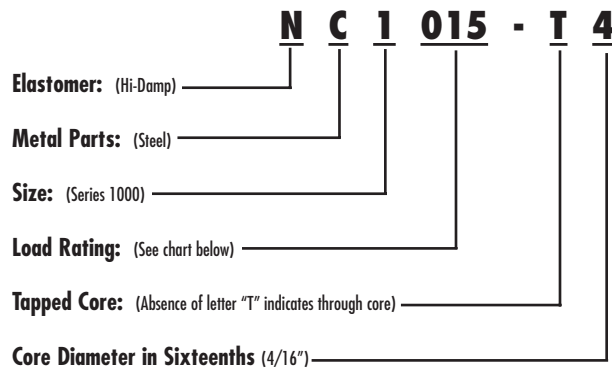 N C 1 015 - T 4
Elastomer: (Hi-Damp)
Metal Parts: (Steel)
Size: (Series 1000)
Load Rating: (See chart below)
Tapped Core: (Absence of letter “T” indicates through core)
Core Diameter in Sixteenths (4/16”)